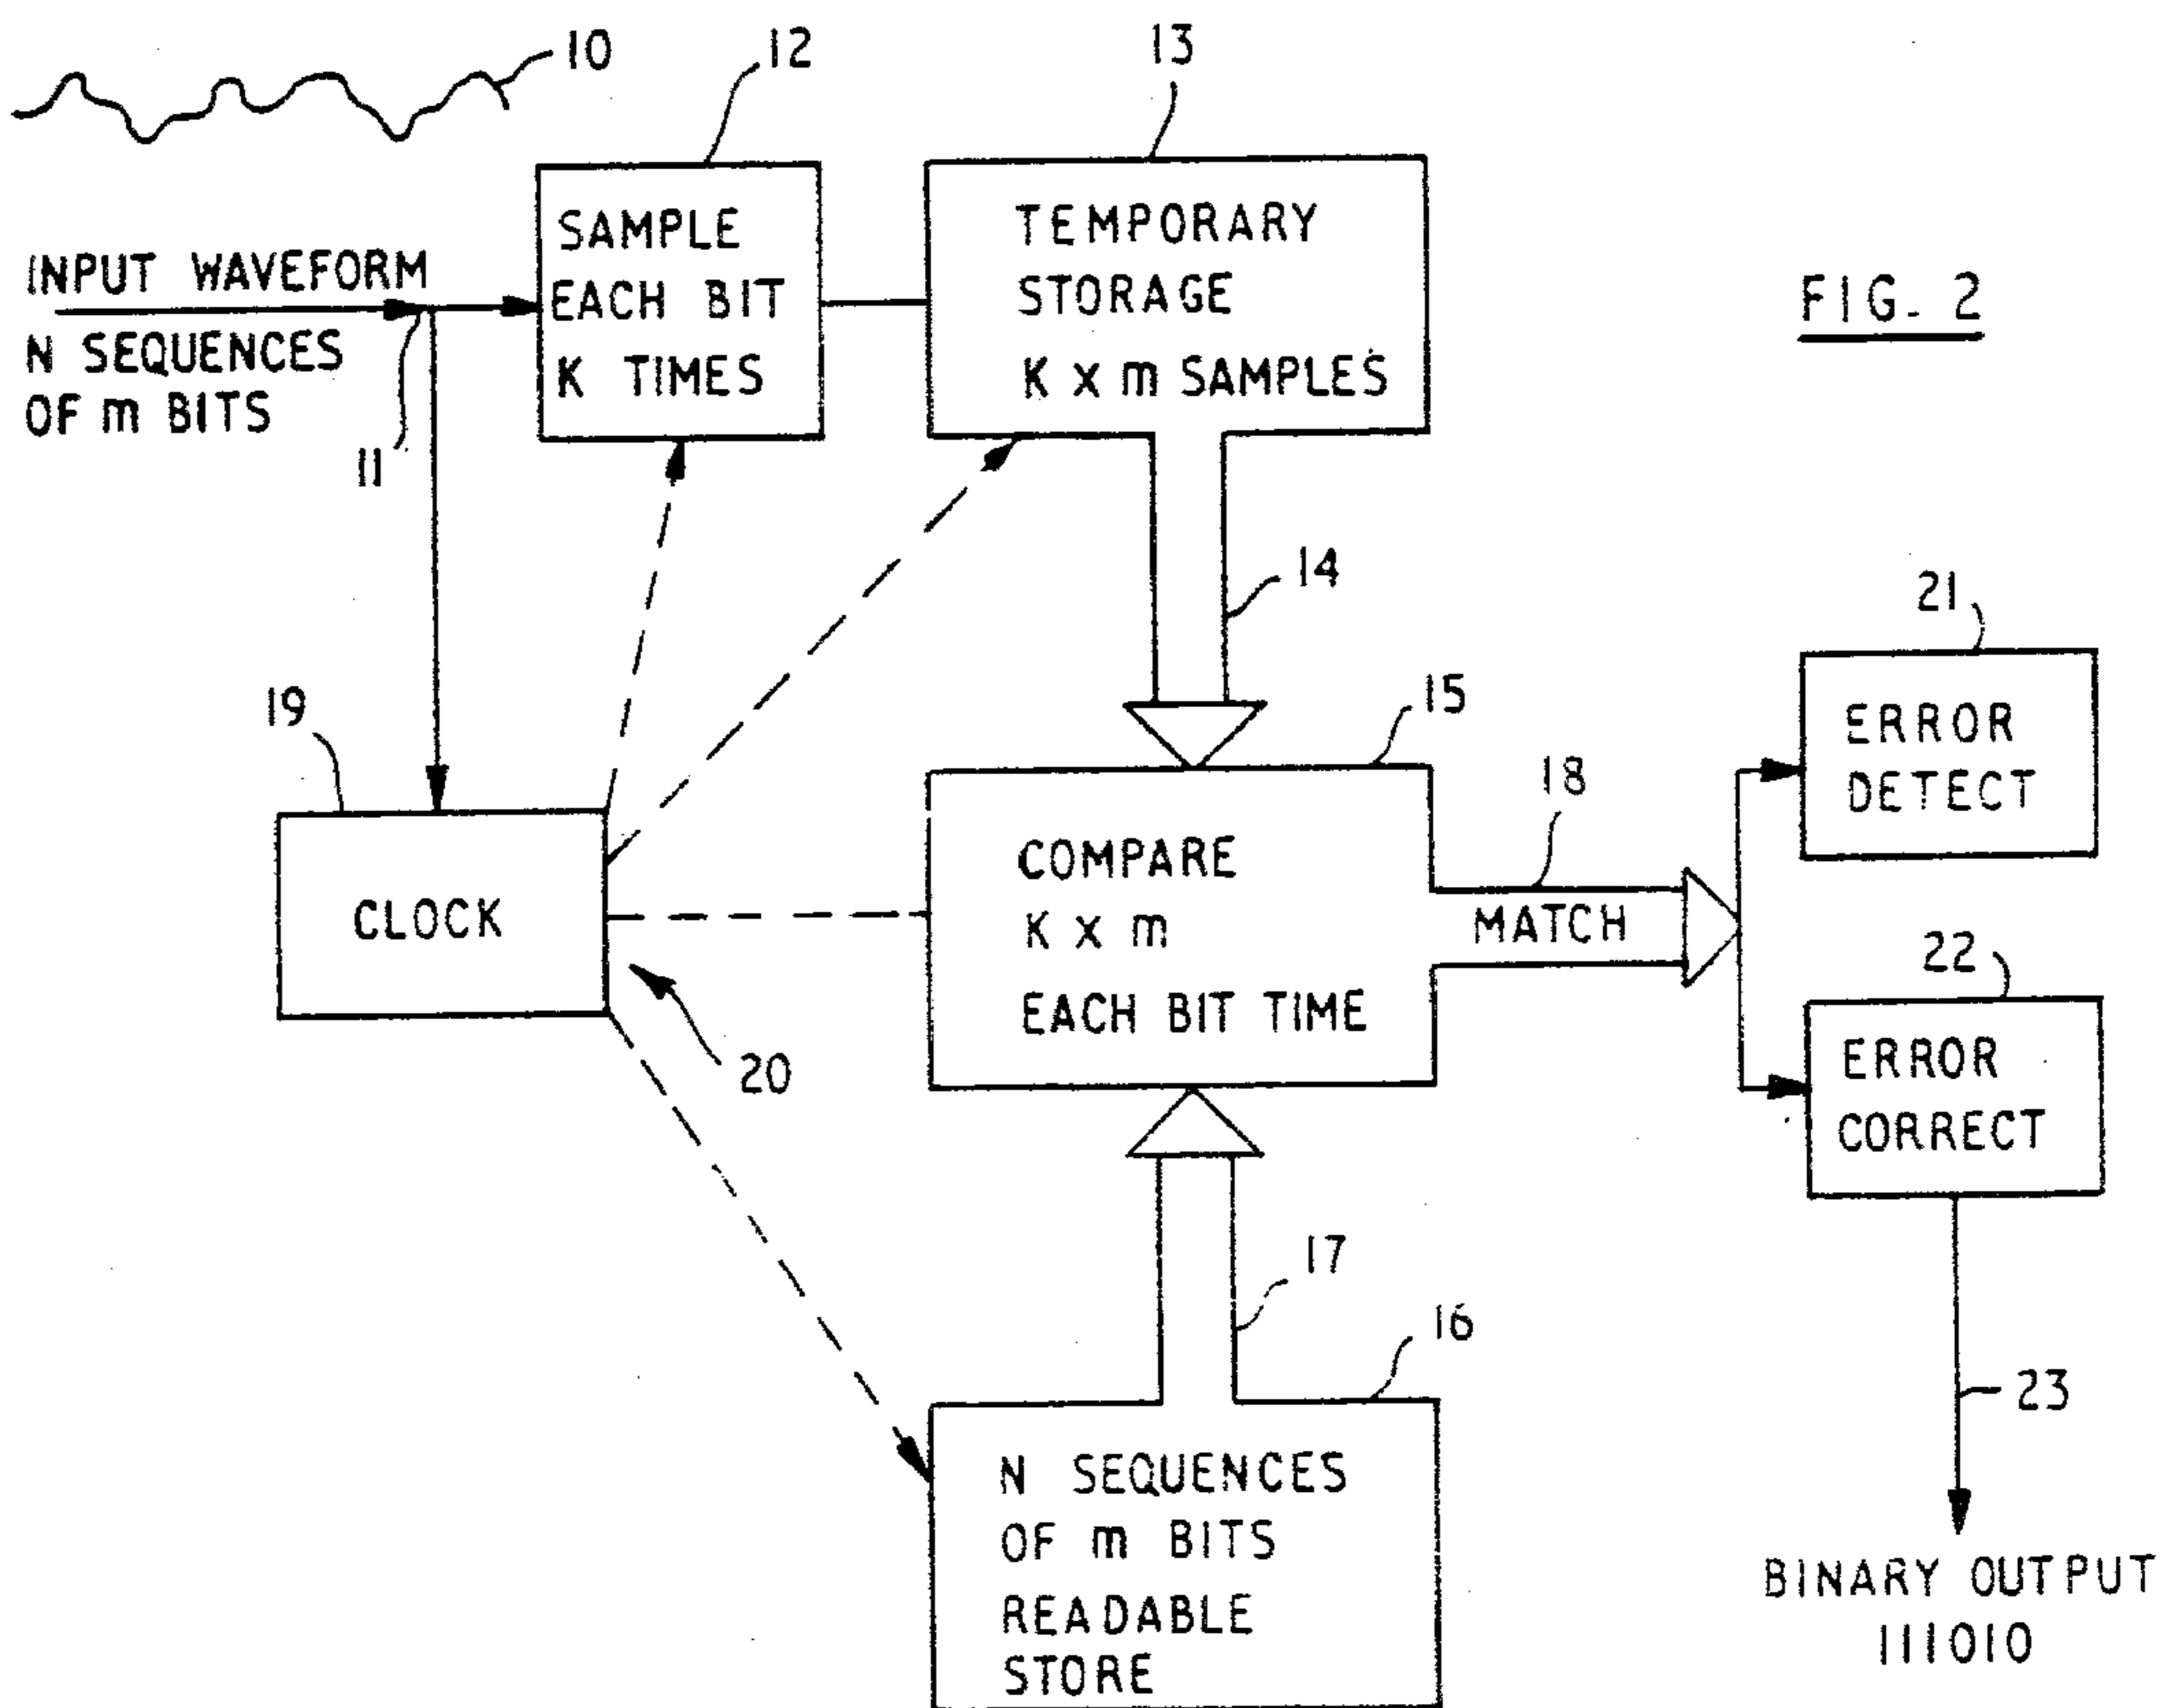 10
12
13
INPUT WAVEFORM
N SEQUENCES
OF m BITS
11
SAMPLE
EACH BIT
K TIMES
TEMPORARY
STORAGE
K x m SAMPLES
FIG. 2
14
19
CLOCK
20
15
COMPARE
K x m
EACH BIT TIME
18
MATCH
21
ERROR
DETECT
22
ERROR
CORRECT
17
16
N SEQUENCES
OF m BITS
READABLE
STORE
23
BINARY OUTPUT
111010